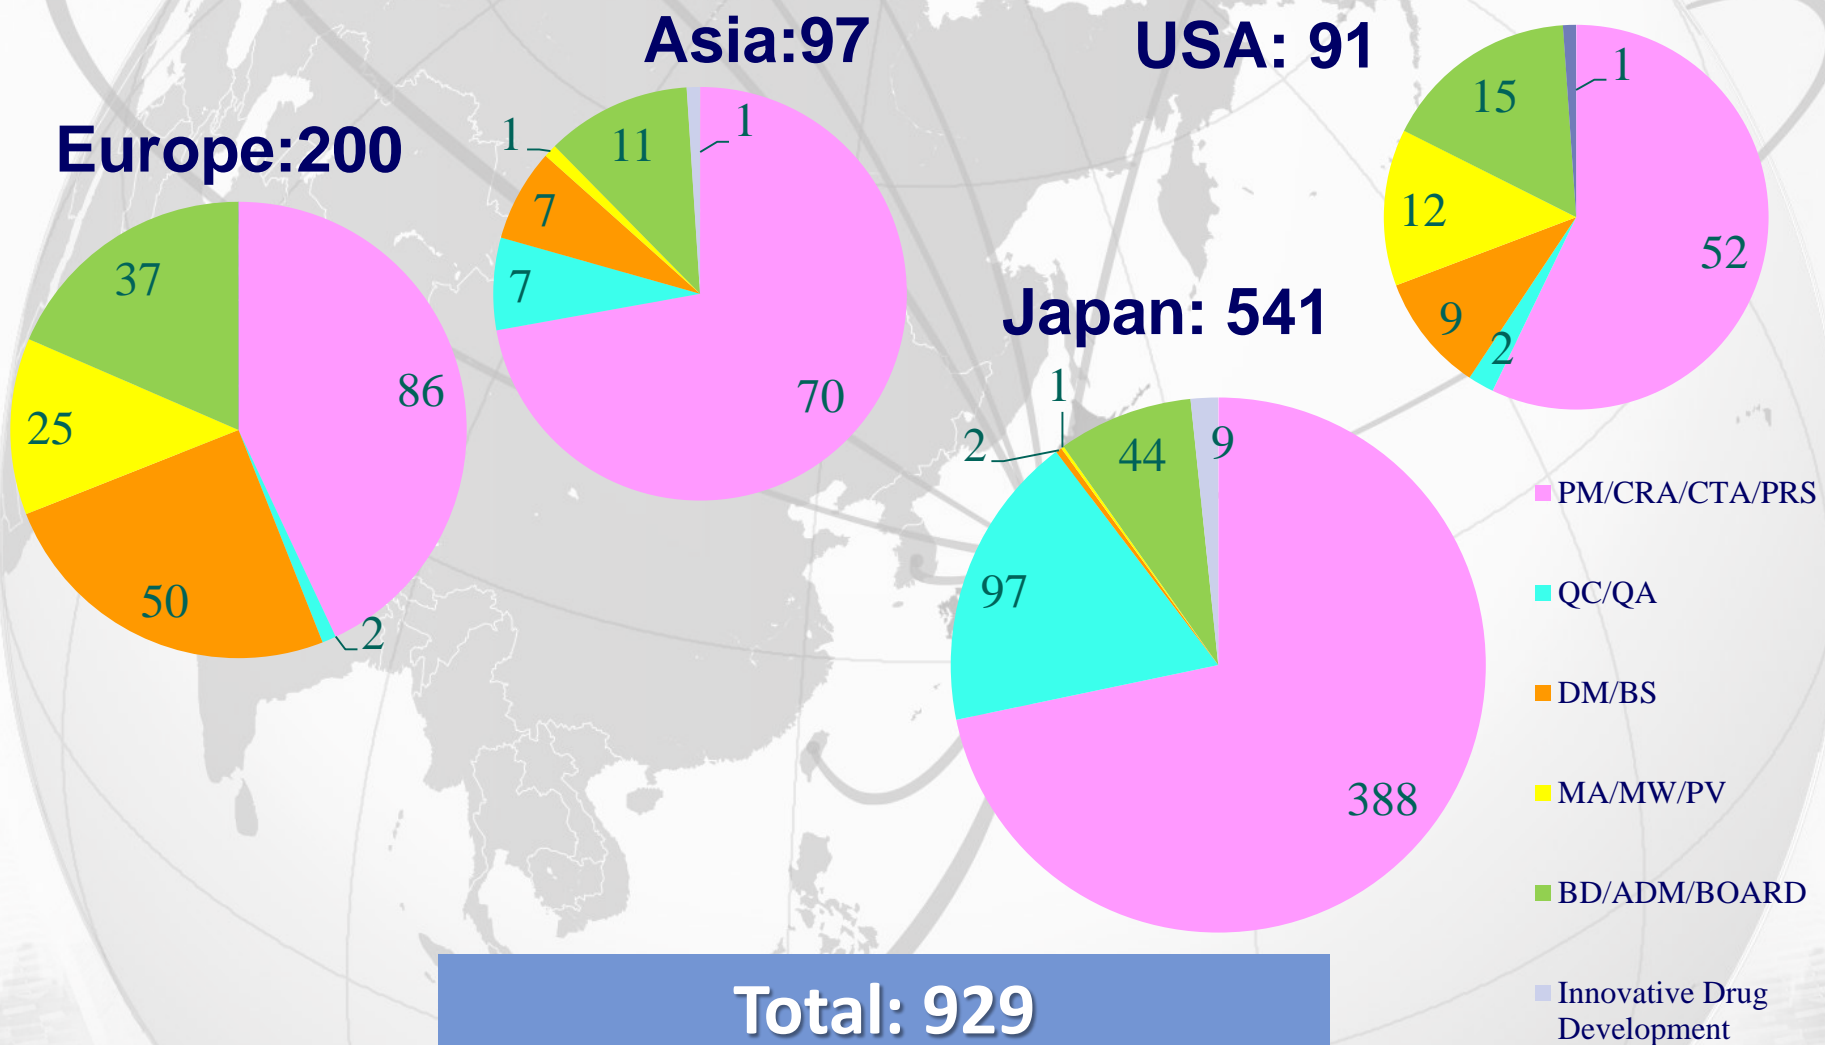 Asia:97
USA: 91
Europe:200
Japan: 541
1
11
1
7
7
70
15
1
12
52
9
2
37
86
25
50
2
1
2
44
9
97
388
PM/CRA/CTA/PRS
QC/QA
DM/BS
MA/MW/PV
BD/ADM/BOARD
Innovative Drug
Development
Total: 929